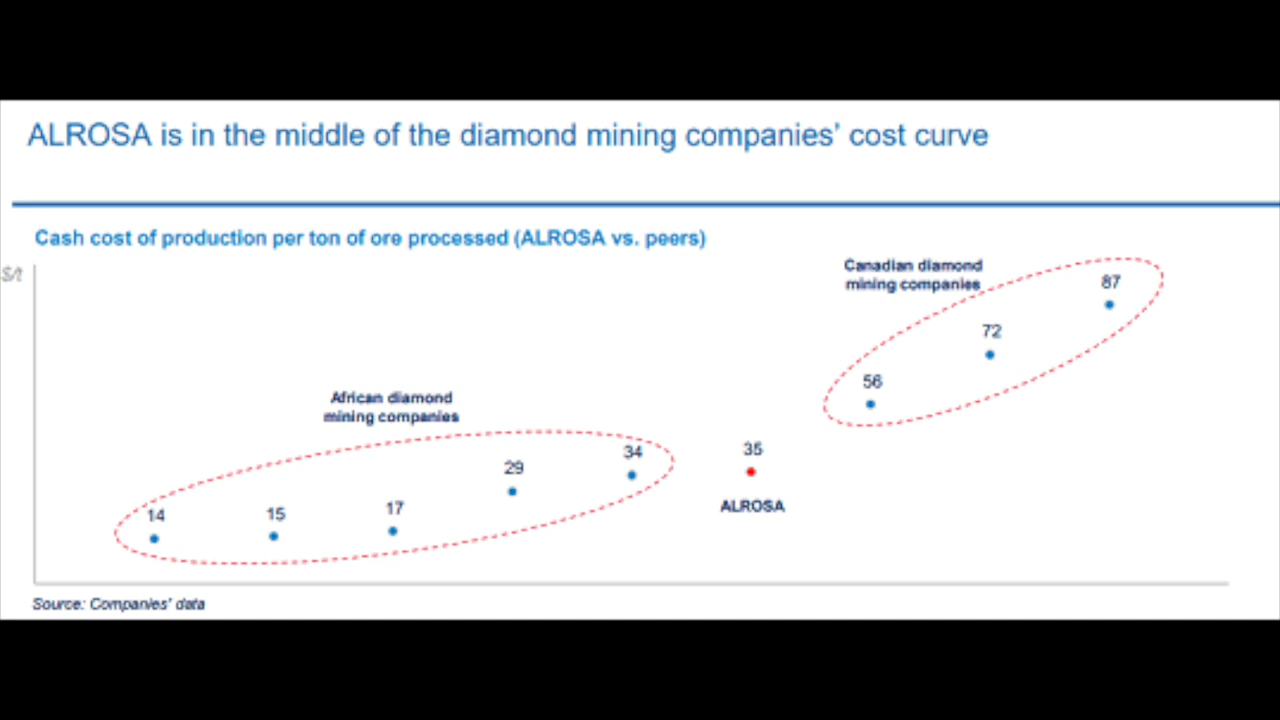 ALROSA is in the middle of the diamond mining companies' cost curve
Cash cost of production per ton of ore processed (ALROSA vs. peers)
$/t
Canadian diamond
mining companies
87
72
56
African diamond
mining companies
34
35
29
ALROSA
17
15
14
Source: Companies' data